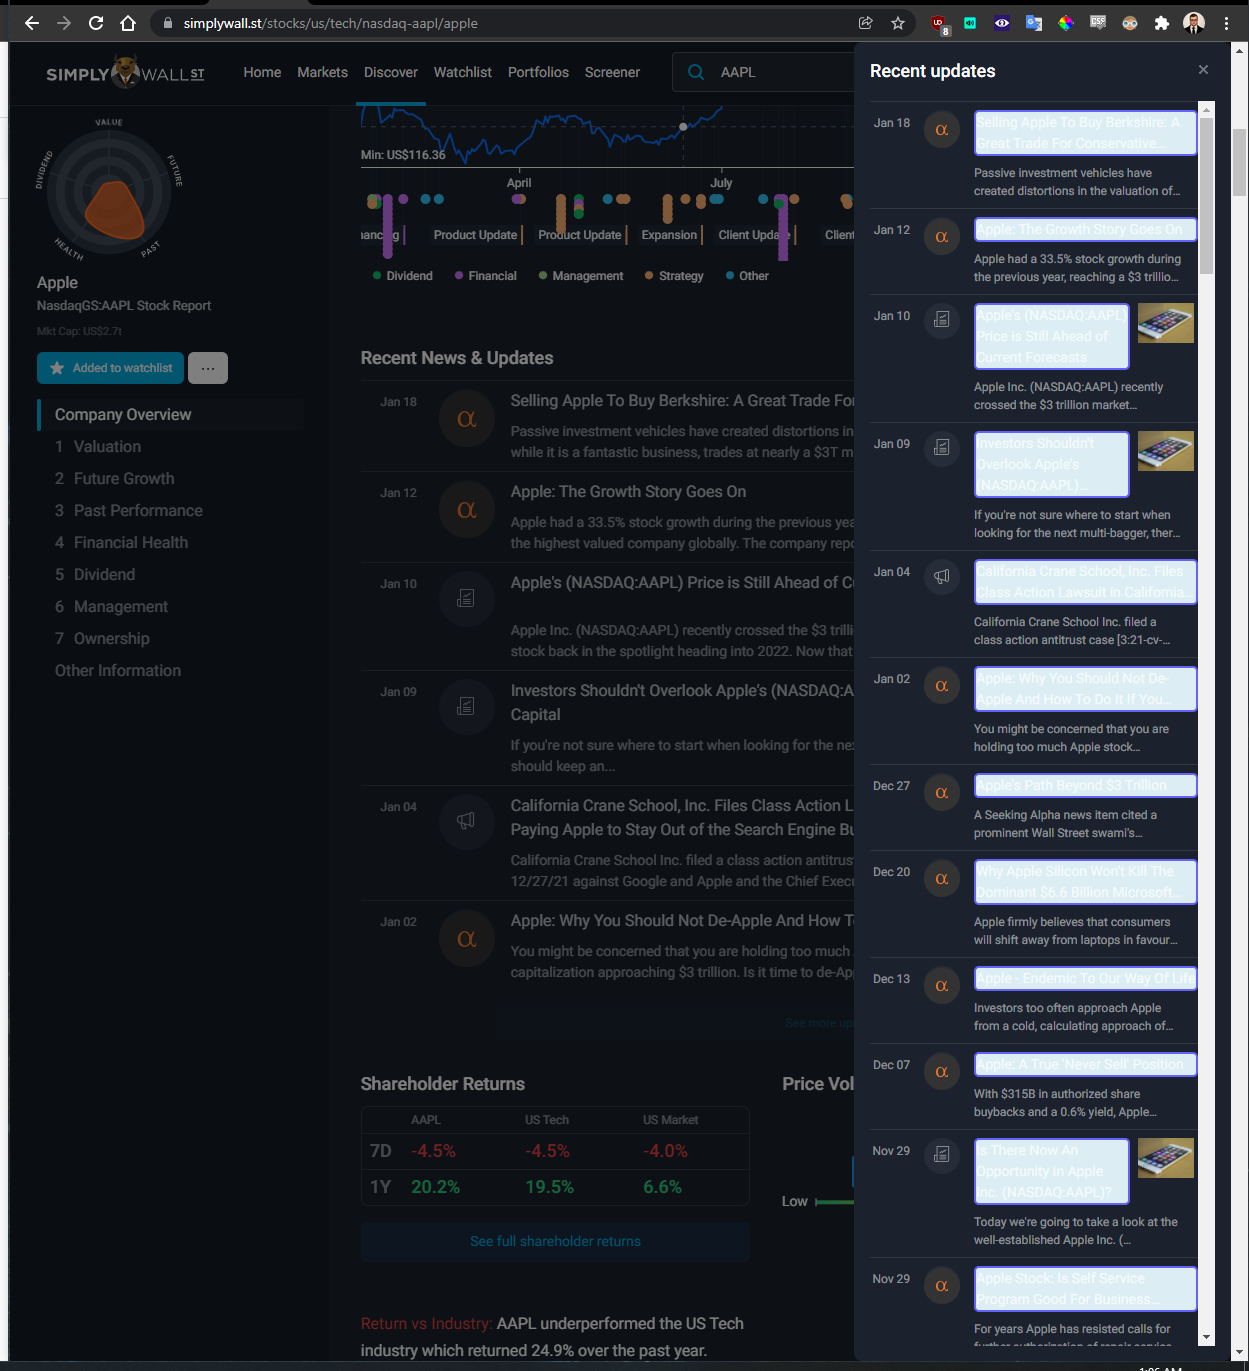 simplywall.st/stocks/us/tech/nasdaq-aapl/apple
8
SIMPLY WALL ST
Home Markets Discover Watchlist Portfolios Screener
AAPL
VALUE
FUTURE
PAST
HEALTH
DIVIDEND
Apple
NasdaqGS:AAPL Stock Report
Mkt Cap: US$2.7t
Added to watchlist
...
Company Overview
1 Valuation
2 Future Growth
3 Past Performance
4 Financial Health
5 Dividend
6 Management
7 Ownership
Other Information
Min: US$116.36
April July
Product Update Product Update Expansion Client Update Client
Dividend Financial Management Strategy Other
Recent News & Updates
Jan 18
α
Selling Apple To Buy Berkshire: A Great Trade For
Passive investment vehicles have created distortions in
while it is a fantastic business, trades at nearly a $3T m
Jan 12
α
Apple: The Growth Story Goes On
Apple had a 33.5% stock growth during the previous yea
the highest valued company globally. The company repo
Jan 10
Apple's (NASDAQ:AAPL) Price is Still Ahead of Cu
Apple Inc. (NASDAQ:AAPL) recently crossed the $3 trilli
stock back in the spotlight heading into 2022. Now that
Jan 09
Investors Shouldn't Overlook Apple's (NASDAQ:A
Capital
If you're not sure where to start when looking for the nex
should keep an...
Jan 04
California Crane School, Inc. Files Class Action L
Paying Apple to Stay Out of the Search Engine Bu
California Crane School Inc. filed a class action antitrus
12/27/21 against Google and Apple and the Chief Execu
Jan 02
α
Apple: Why You Should Not De-Apple And How T
You might be concerned that you are holding too much
capitalization approaching $3 trillion. Is it time to de-App
See more up
Shareholder Returns
AAPL US Tech US Market
7D -4.5% -4.5% -4.0%
1Y 20.2% 19.5% 6.6%
See full shareholder returns
Return vs Industry: AAPL underperformed the US Tech
industry which returned 24.9% over the past year.
Price Vol
Low
Recent updates
×
Jan 18
α
Selling Apple To Buy Berkshire: A
Great Trade For Conservative...
Passive investment vehicles have
created distortions in the valuation of...
Jan 12
α
Apple: The Growth Story Goes On
Apple had a 33.5% stock growth during
the previous year, reaching a $3 trillio...
Jan 10
Apple's (NASDAQ:AAPL)
Price is Still Ahead of
Current Forecasts
Apple Inc. (NASDAQ:AAPL) recently
crossed the $3 trillion market...
Jan 09
Investors Shouldn't
Overlook Apple's
(NASDAQ:AAPL)...
If you're not sure where to start when
looking for the next multi-bagger, ther...
Jan 04
California Crane School, Inc. Files
Class Action Lawsuit in California...
California Crane School Inc. filed a
class action antitrust case [3:21-cv-...
Jan 02
α
Apple: Why You Should Not De-
Apple And How To Do It If You...
You might be concerned that you are
holding too much Apple stock...
Dec 27
α
Apple's Path Beyond $3 Trillion
A Seeking Alpha news item cited a
prominent Wall Street swami's...
Dec 20
α
Why Apple Silicon Won't Kill The
Dominant $6.6 Billion Microsoft...
Apple firmly believes that consumers
will shift away from laptops in favour...
Dec 13
α
Apple - Endemic To Our Way Of Life
Investors too often approach Apple
from a cold, calculating approach of...
Dec 07
α
Apple: A True 'Never Sell' Position
With $315B in authorized share
buybacks and a 0.6% yield, Apple...
Nov 29
Is There Now An
Opportunity In Apple
Inc. (NASDAQ:AAPL)?
Today we're going to take a look at the
well-established Apple Inc. (...
Nov 29
α
Apple Stock: Is Self Service
Program Good For Business...
For years Apple has resisted calls for